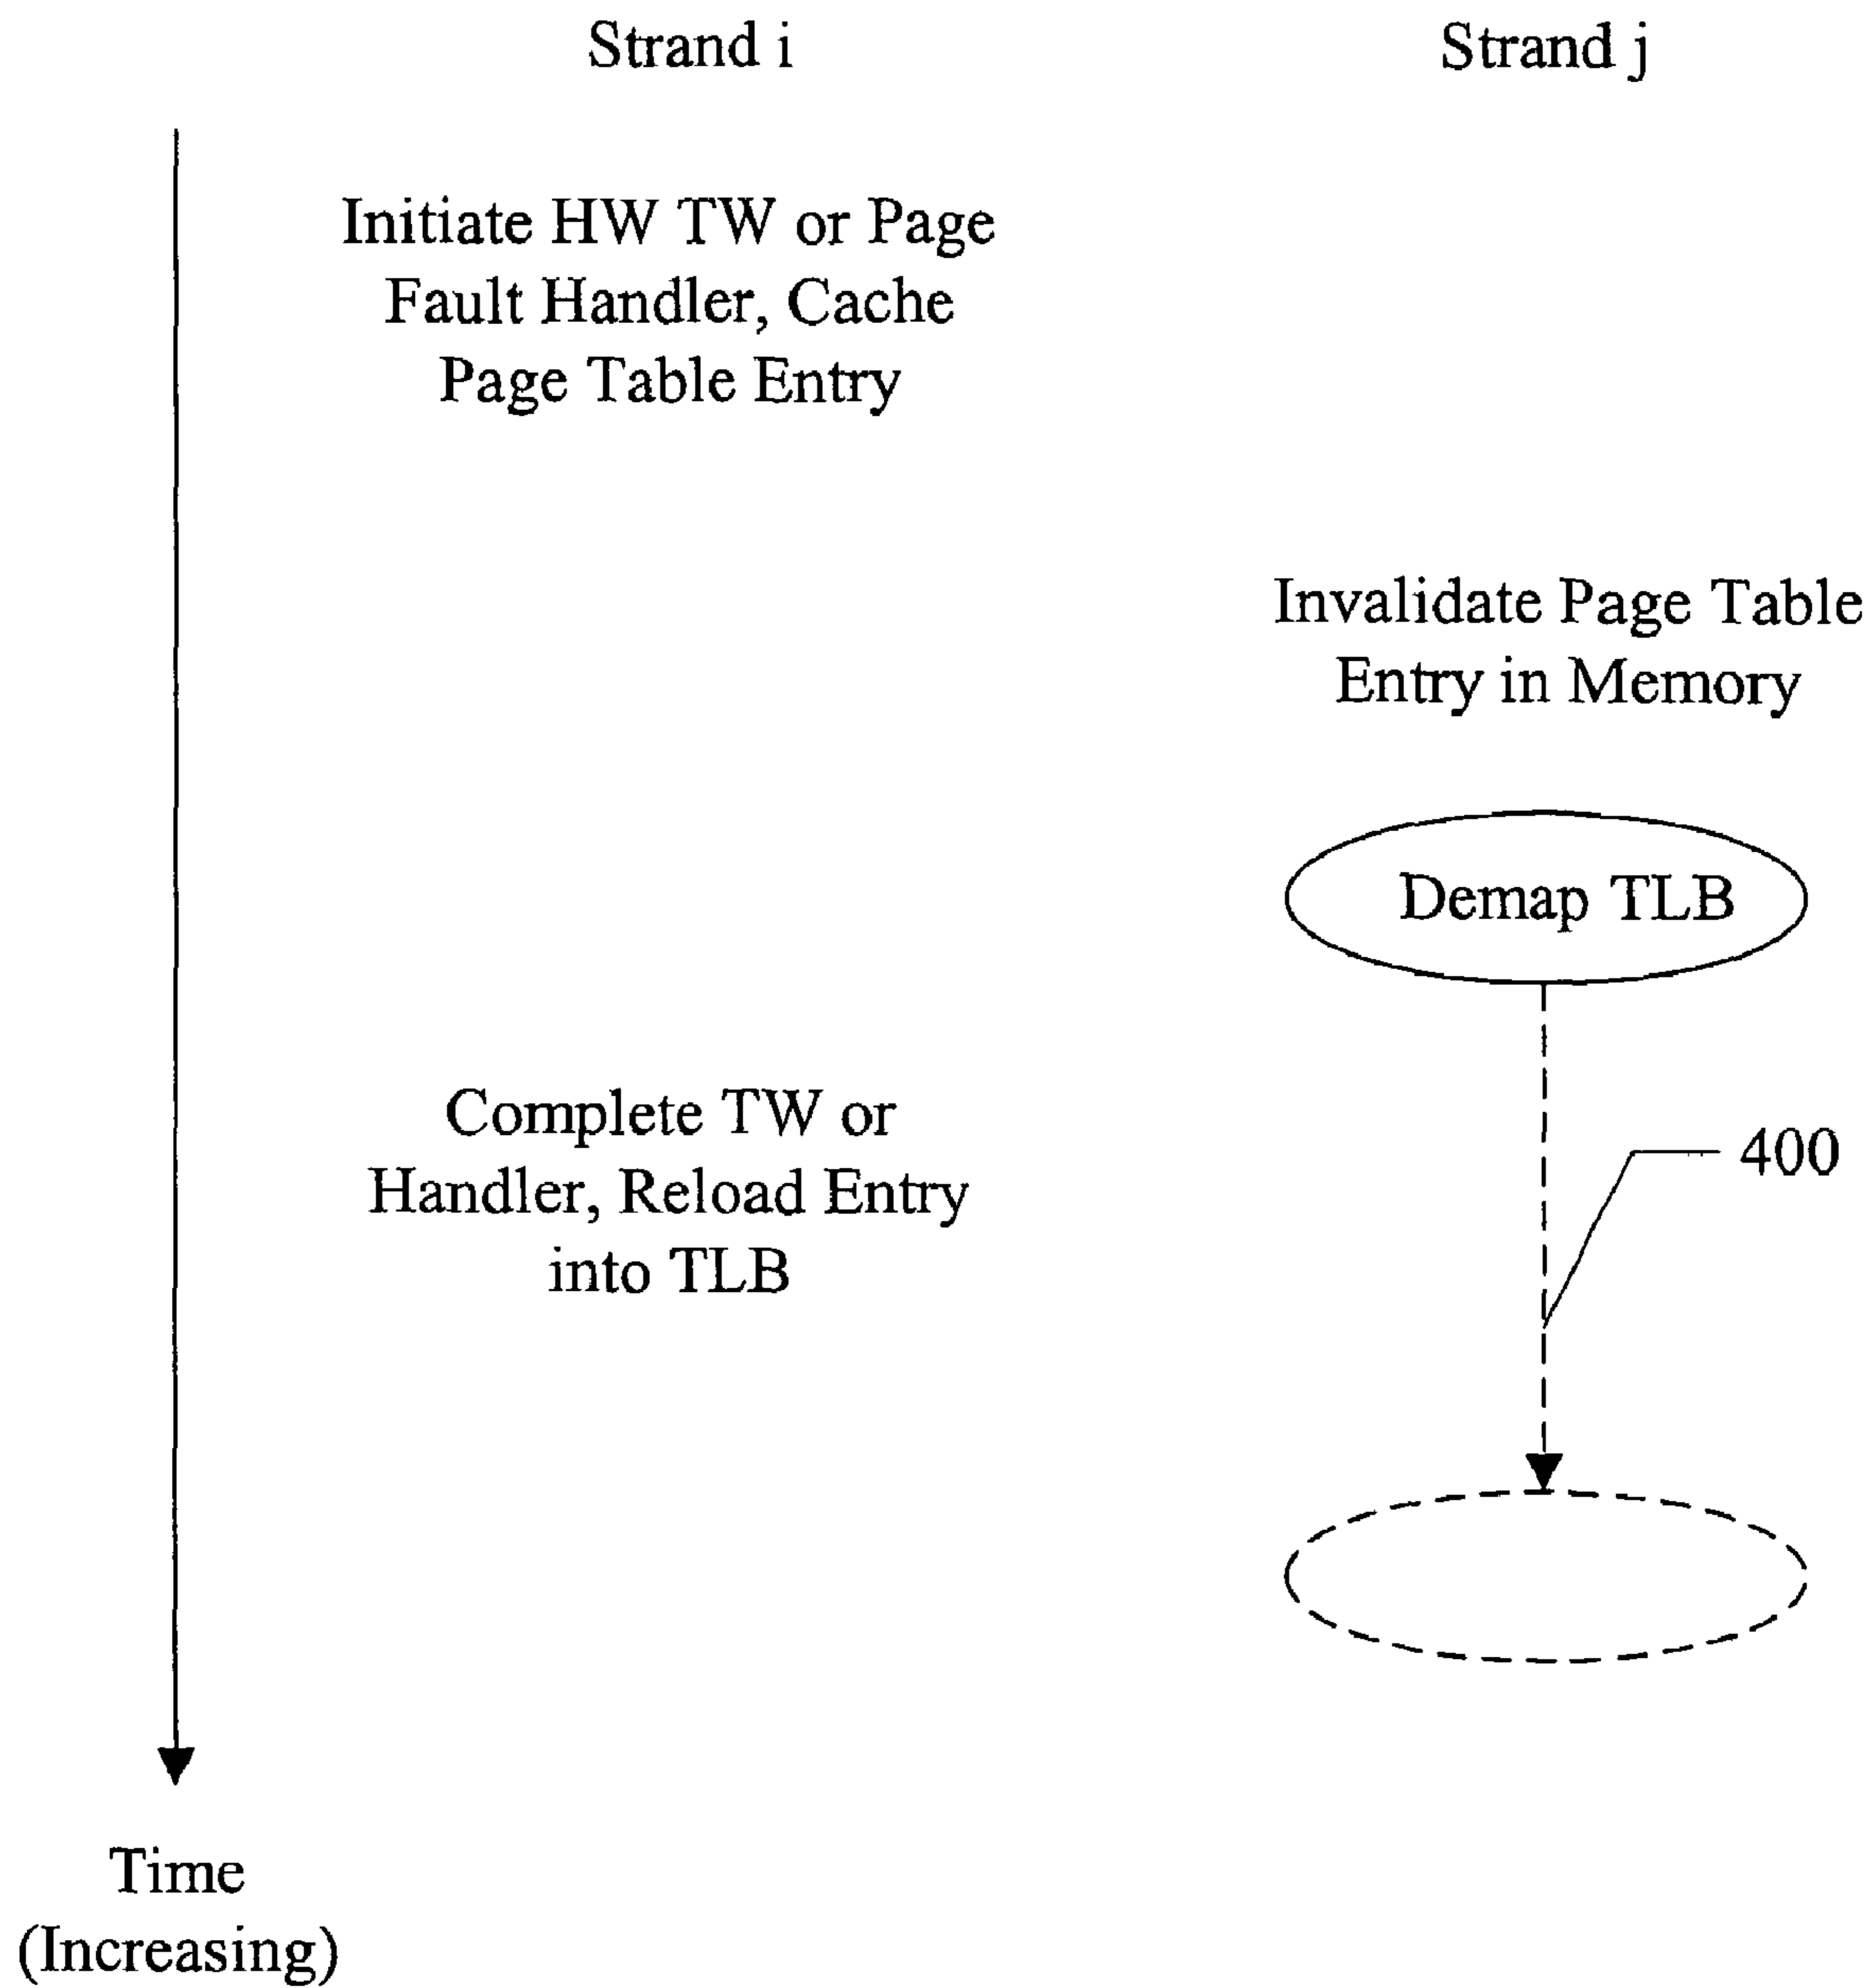 Strand i
Strand j
Initiate HW TW or Page
Fault Handler, Cache
Page Table Entry
Invalidate Page Table
Entry in Memory
Demap TLB
Complete TW or
Handler, Reload Entry
into TLB
400
Time
(Increasing)